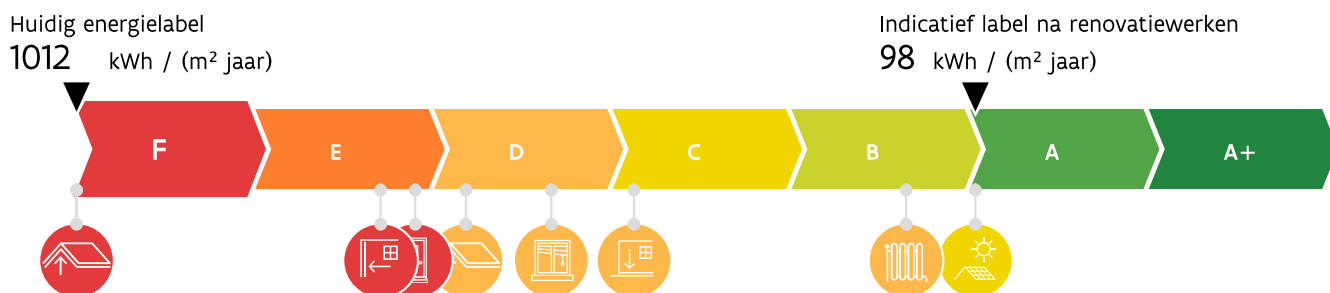 Huidig energielabel
1012 kWh / (m² jaar)
Indicatief label na renovatiewerken
98 kWh / (m² jaar)
F E D C B A A+